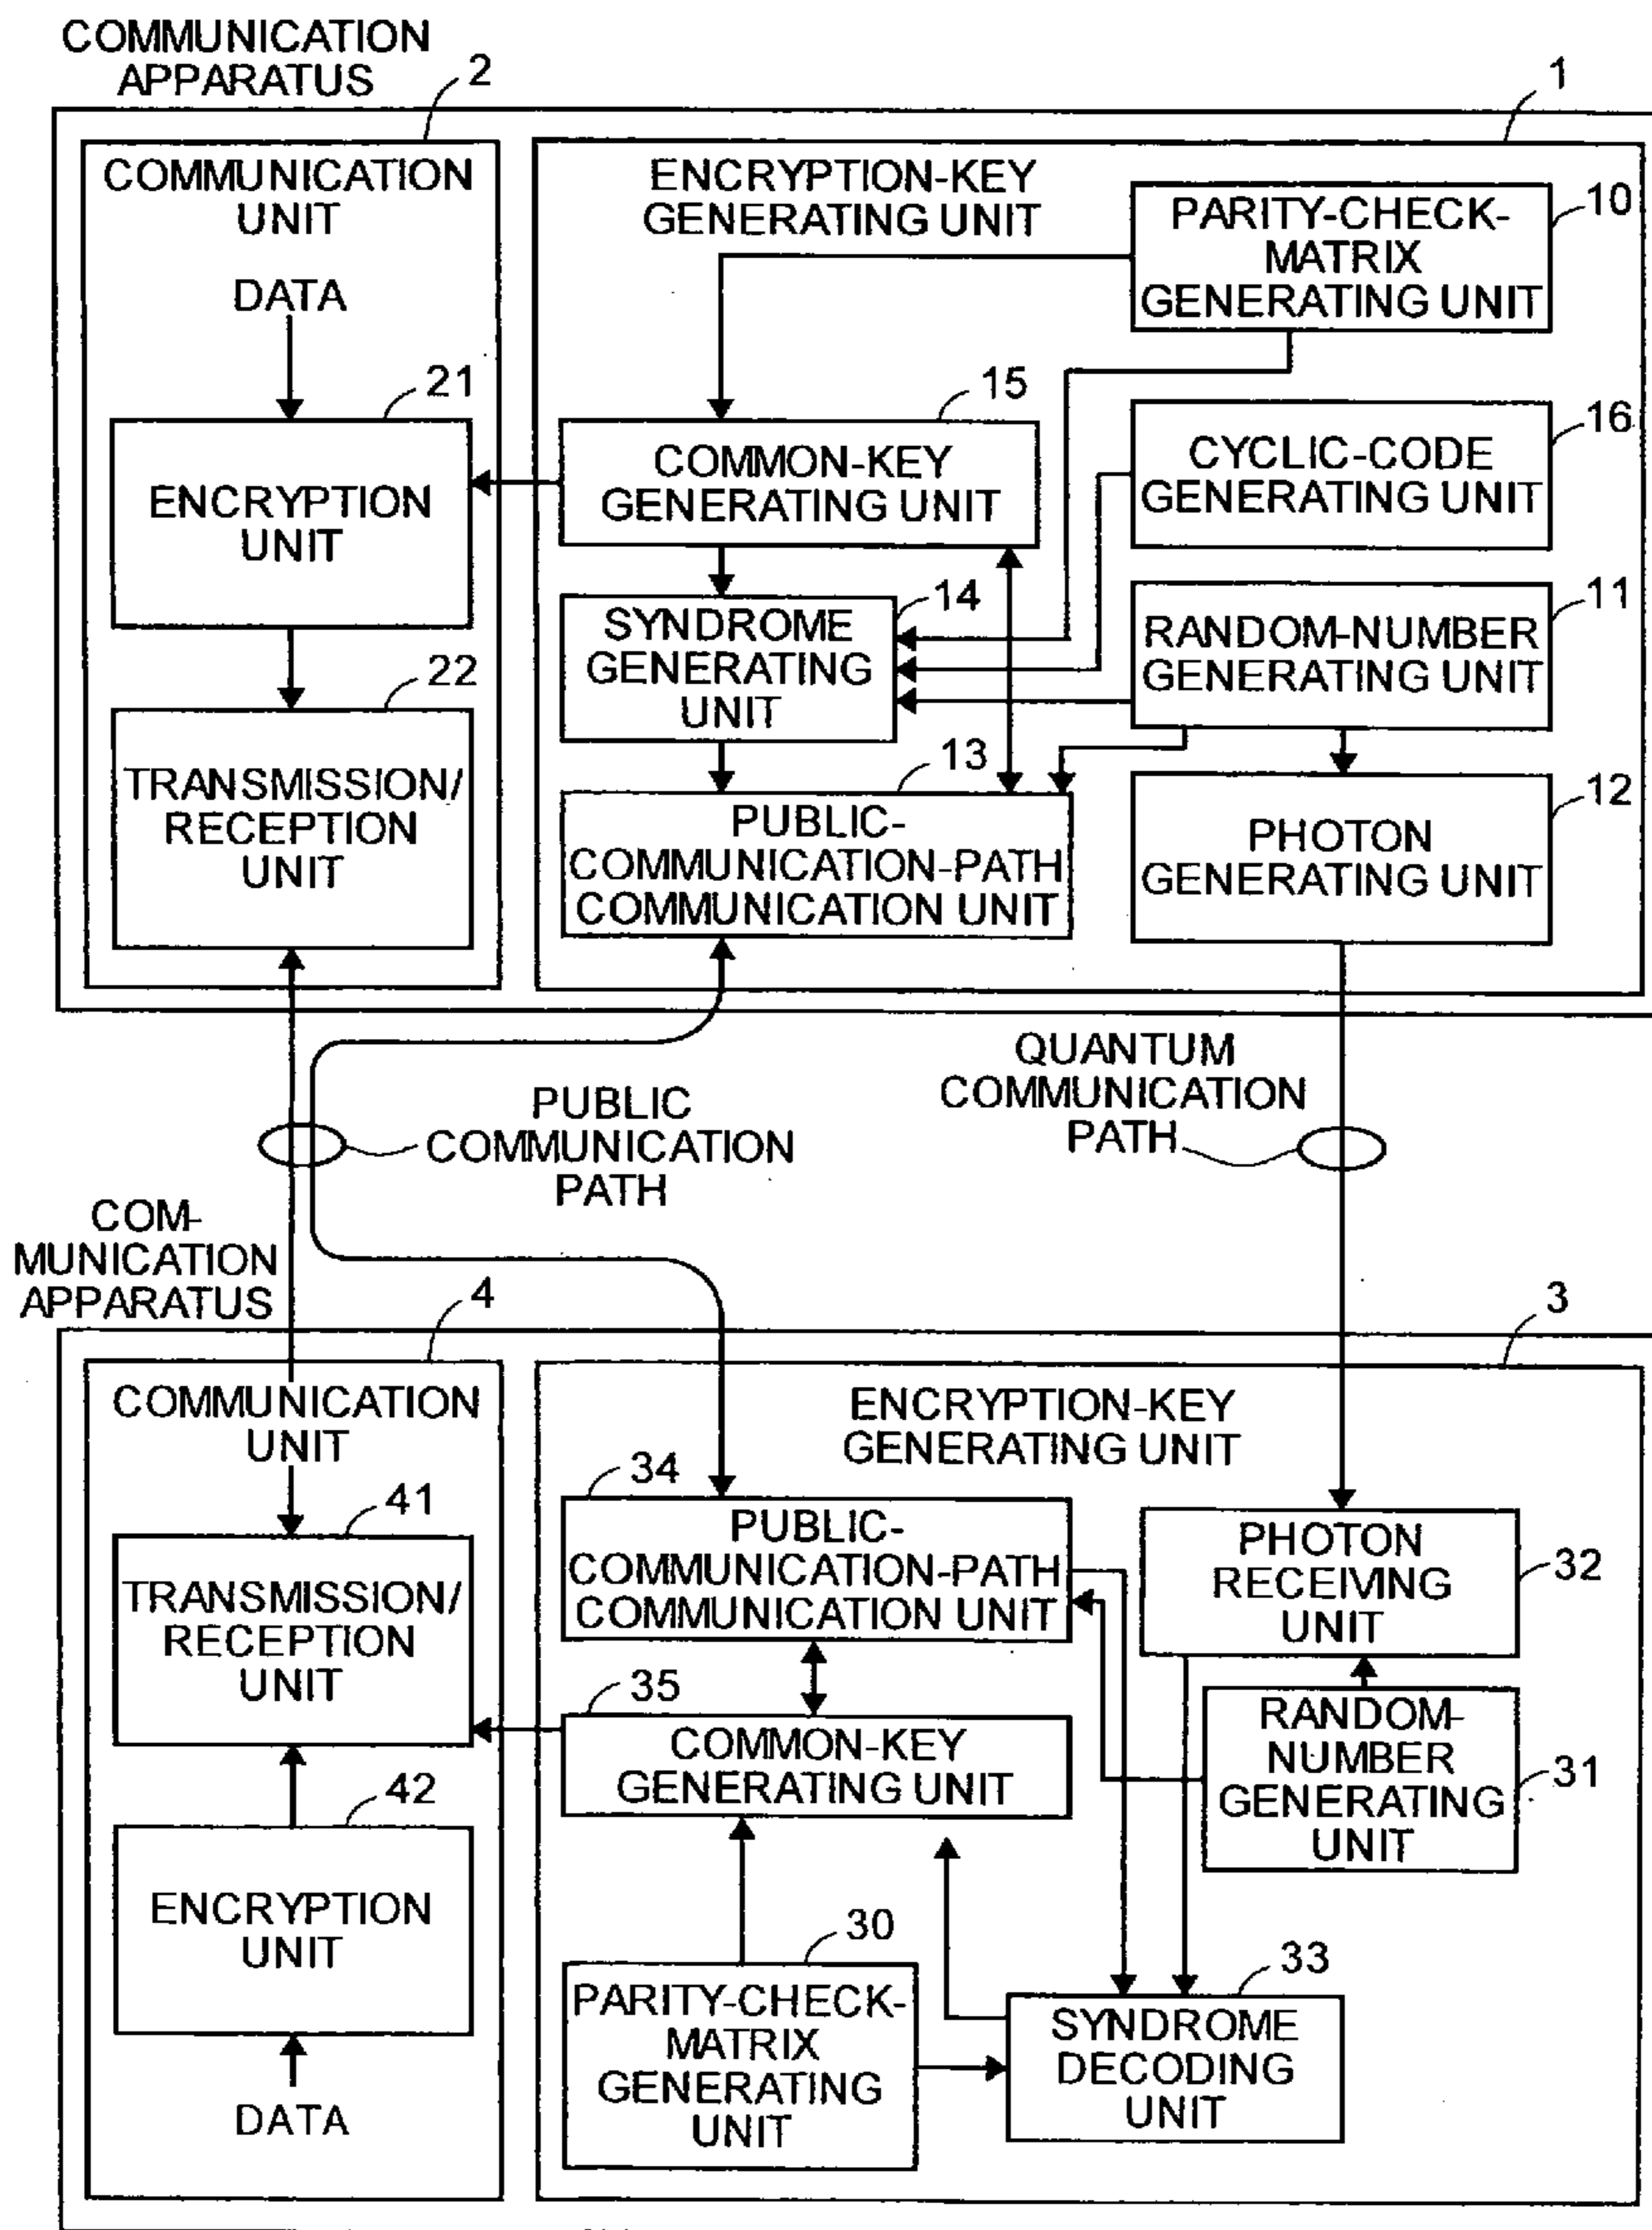 COMMUNICATION
APPARATUS
2
1
COMMUNICATION
UNIT
DATA
21
ENCRYPTION
UNIT
22
TRANSMISSION/
RECEPTION
UNIT
ENCRYPTION-KEY
GENERATING UNIT
10
PARITY-CHECK-
MATRIX
GENERATING UNIT
15
COMMON-KEY
GENERATING UNIT
16
CYCLIC-CODE
GENERATING UNIT
14
SYNDROME
GENERATING
UNIT
11
RANDOM-NUMBER
GENERATING UNIT
13
PUBLIC-
COMMUNICATION-PATH
COMMUNICATION UNIT
12
PHOTON
GENERATING UNIT
PUBLIC
COMMUNICATION
PATH
QUANTUM
COMMUNICATION
PATH
COM-
MUNICATION
APPARATUS
4
3
COMMUNICATION
UNIT
41
TRANSMISSION/
RECEPTION
UNIT
42
ENCRYPTION
UNIT
DATA
ENCRYPTION-KEY
GENERATING UNIT
34
PUBLIC-
COMMUNICATION-PATH
COMMUNICATION UNIT
PHOTON
RECEIVING
UNIT
32
35
COMMON-KEY
GENERATING UNIT
RANDOM-
NUMBER
GENERATING
UNIT
31
30
PARITY-CHECK-
MATRIX
GENERATING
UNIT
33
SYNDROME
DECODING
UNIT